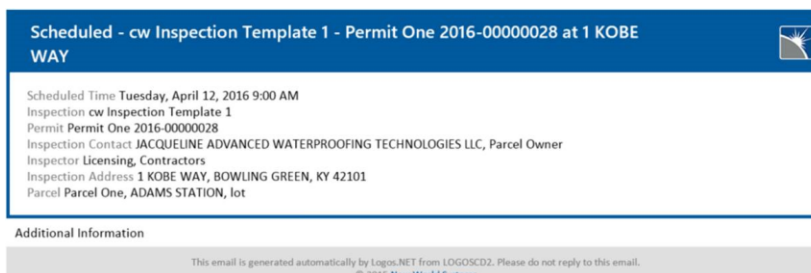 Scheduled - cw Inspection Template 1 - Permit One 2016-00000028 at 1 KOBE
WAY
Scheduled Time Tuesday, April 12, 2016 9:00 AM
Inspection cw Inspection Template 1
Permit Permit One 2016-00000028
Inspection Contact JACQUELINE ADVANCED WATERPROOFING TECHNOLOGIES LLC, Parcel Owner
Inspector Licensing, Contractors
Inspection Address 1 KOBE WAY, BOWLING GREEN, KY 42101
Parcel Parcel One, ADAMS STATION, lot
Additional Information
This email is generated automatically by Logos.NET from LOGOSCD2. Please do not reply to this email.